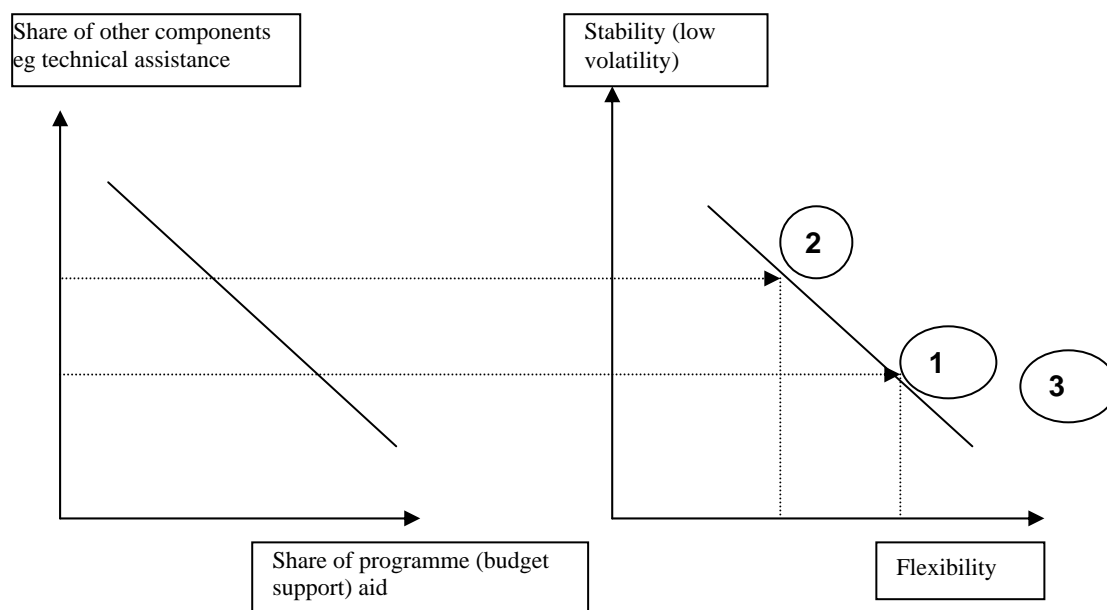 Share of other components
eg technical assistance
Stability (low
volatility)
2
1
3
Share of programme (budget
support) aid
Flexibility